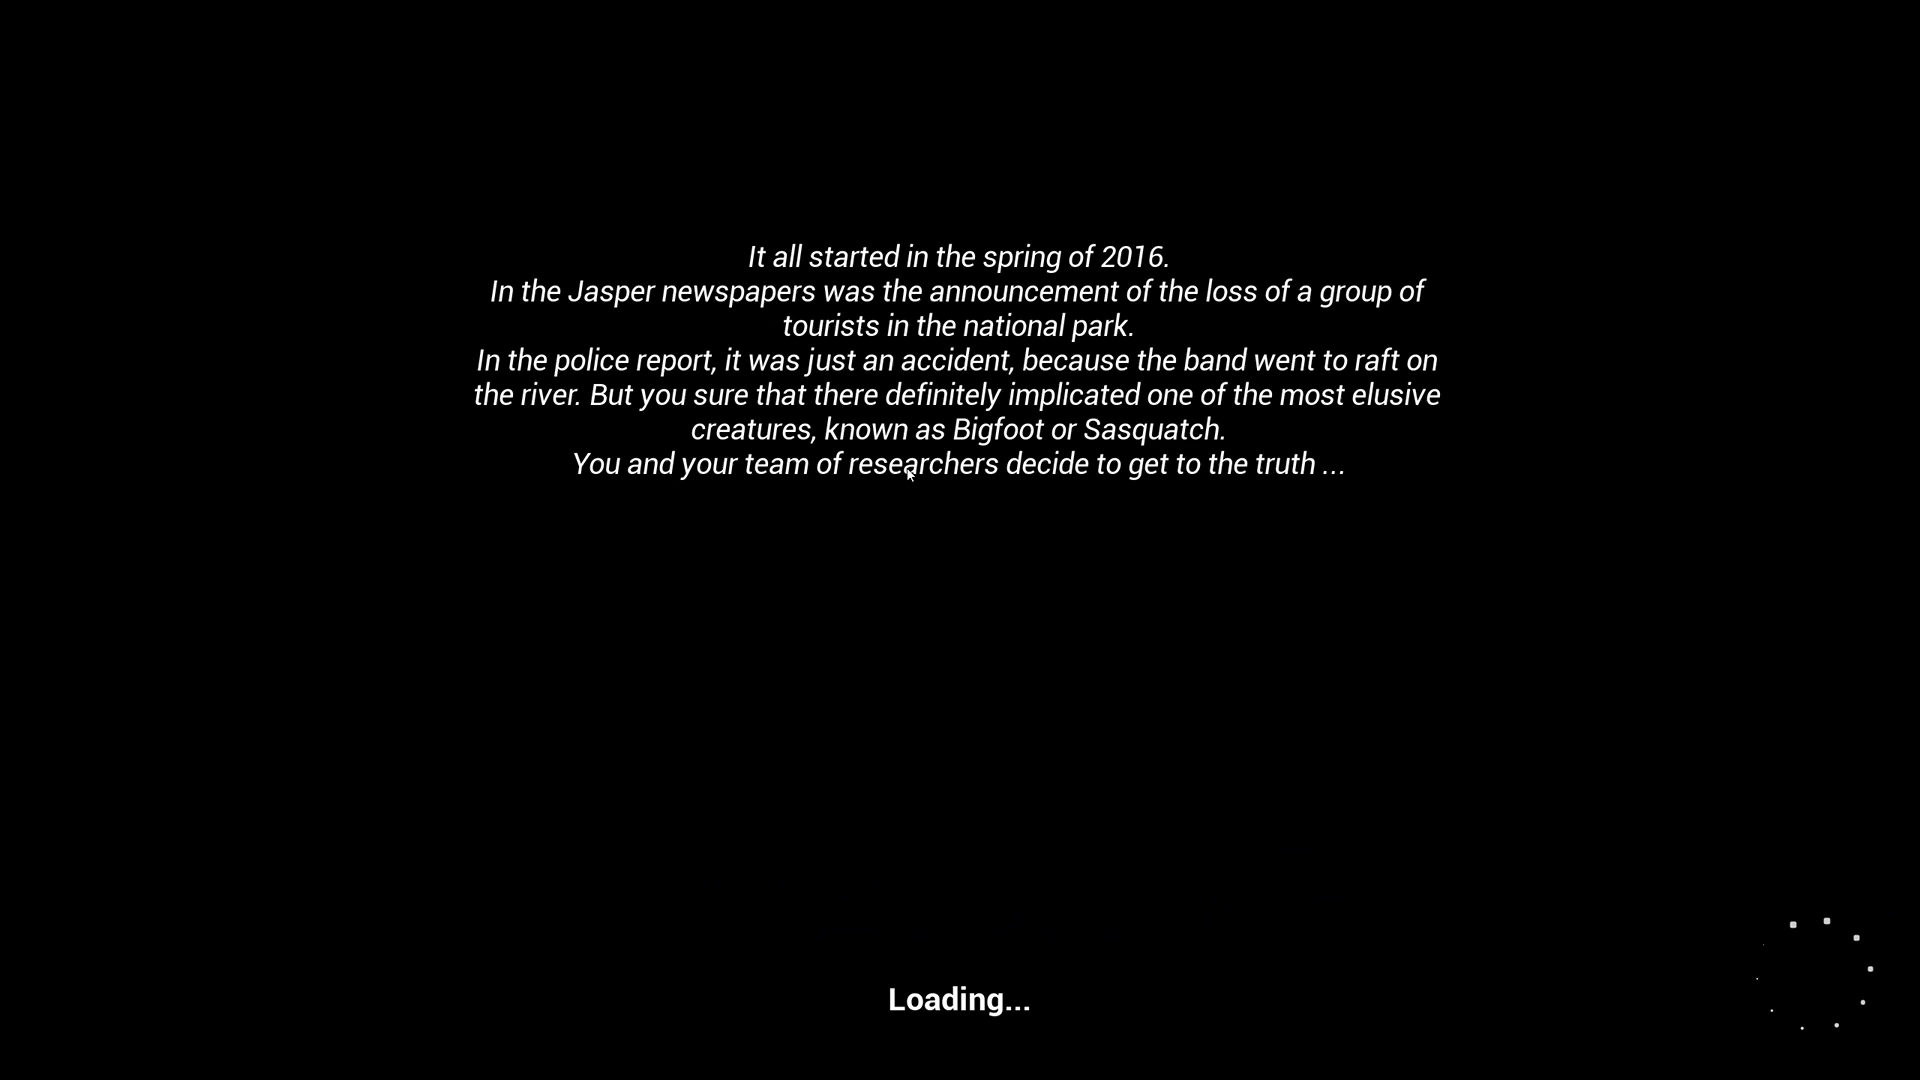 It all started in the spring of 2016.
In the Jasper newspapers was the announcement of the loss of a group of
tourists in the national park.
In the police report, it was just an accident, because the band went to raft on
the river. But you sure that there definitely implicated one of the most elusive
creatures, known as Bigfoot or Sasquatch.
You and your team of researchers decide to get to the truth ...
Loading...